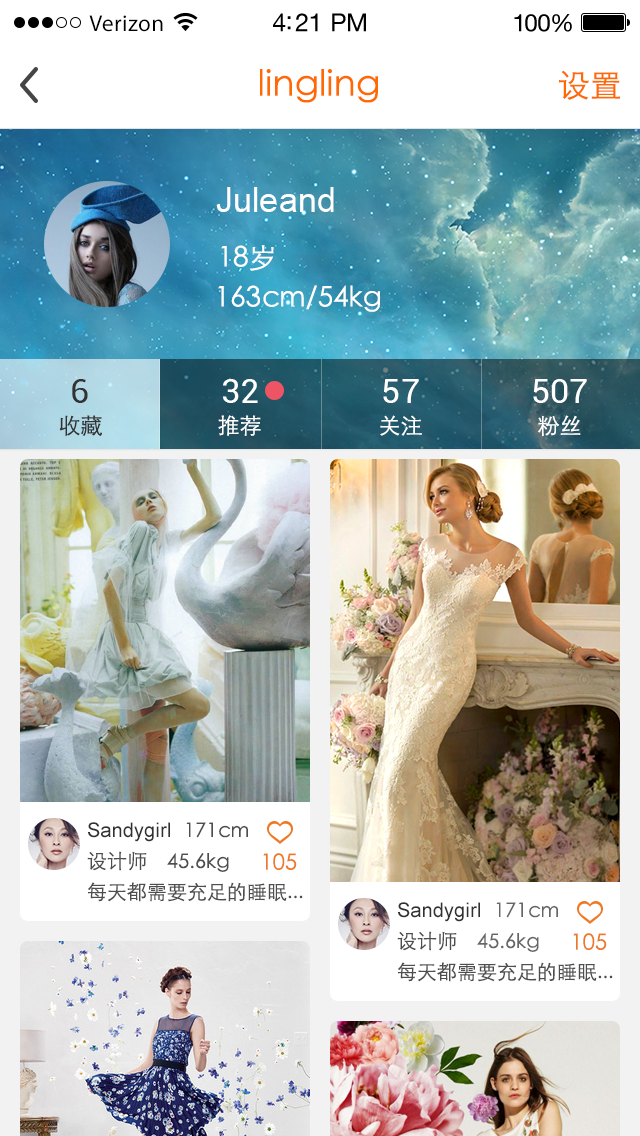 Verizon 4:21 PM 100%
lingling 设置
Juleand
18岁
163cm/54kg
6 32 57 507
收藏 推荐 关注 粉丝
Sandygirl 171cm
设计师 45.6kg 105
每天都需要充足的睡眠...
Sandygirl 171cm
设计师 45.6kg 105
每天都需要充足的睡眠...